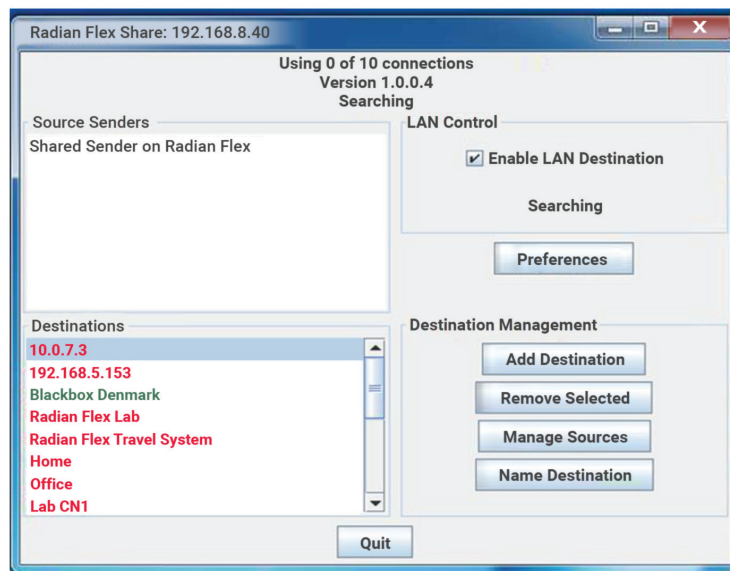 Radian Flex Share: 192.168.8.40
Using 0 of 10 connections
Version 1.0.0.4
Searching
Source Senders
Shared Sender on Radian Flex
LAN Control
Enable LAN Destination
Searching
Preferences
Destinations
10.0.7.3
192.168.5.153
Blackbox Denmark
Radian Flex Lab
Radian Flex Travel System
Home
Office
Lab CN1
Destination Management
Add Destination
Remove Selected
Manage Sources
Name Destination
Quit